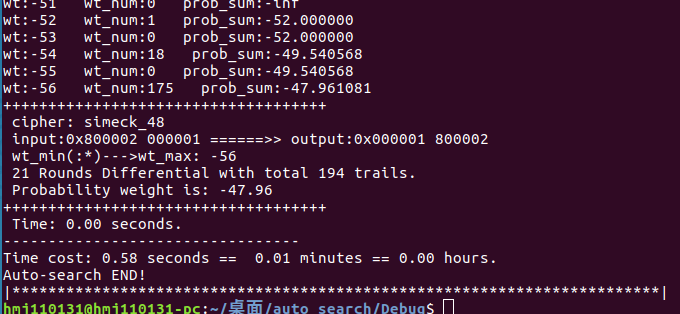 wt:-51 wt_num:0 prob_sum:-inf
wt:-52 wt_num:1 prob_sum:-52.000000
wt:-53 wt_num:0 prob_sum:-52.000000
wt:-54 wt_num:18 prob_sum:-49.540568
wt:-55 wt_num:0 prob_sum:-49.540568
wt:-56 wt_num:175 prob_sum:-47.961081
++++++++++++++++++++++++++++++++++++
cipher: simeck_48
input:0x800002 000001 ======>> output:0x000001 800002
wt_min(:*)--->wt_max: -56
21 Rounds Differential with total 194 trails.
Probability weight is: -47.96
++++++++++++++++++++++++++++++++++++
Time: 0.00 seconds.
---------------------------------
Time cost: 0.58 seconds == 0.01 minutes == 0.00 hours.
Auto-search END!
|************************************************************************|
hmj110131@hmj110131-pc:~/桌面/auto_search/Debug$